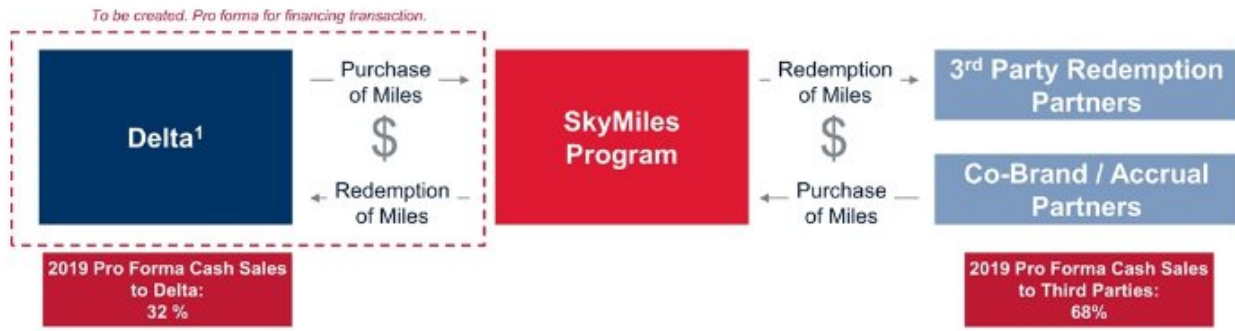 To be created. Pro forma for financing transaction.
Delta¹
Purchase
of Miles
$
Redemption
of Miles
SkyMiles
Program
Redemption
of Miles
$
Purchase
of Miles
3rd Party Redemption
Partners
Co-Brand / Accrual
Partners
2019 Pro Forma Cash Sales
to Delta:
32 %
2019 Pro Forma Cash Sales
to Third Parties:
68%